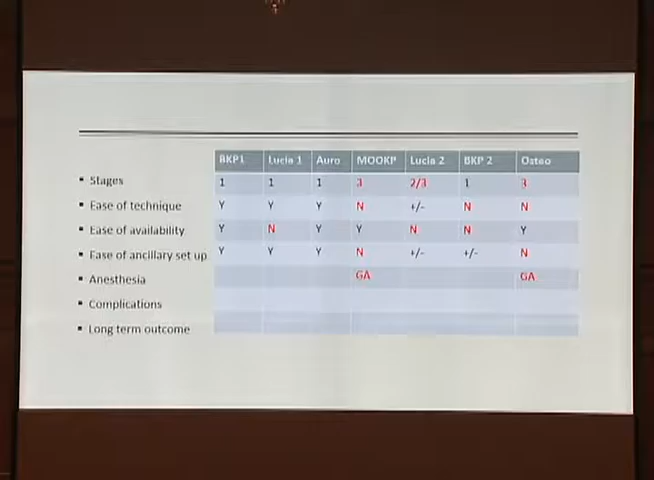 BKP1 Lucia 1 Auro MOOKP Lucia 2 BKP 2 Osteo
▪ Stages 1 1 1 3 2/3 1 3
▪ Ease of technique Y Y Y N +/- N N
▪ Ease of availability Y N Y Y N N Y
▪ Ease of ancillary set up Y Y Y N +/- +/- N
▪ Anesthesia GA GA
▪ Complications
▪ Long term outcome